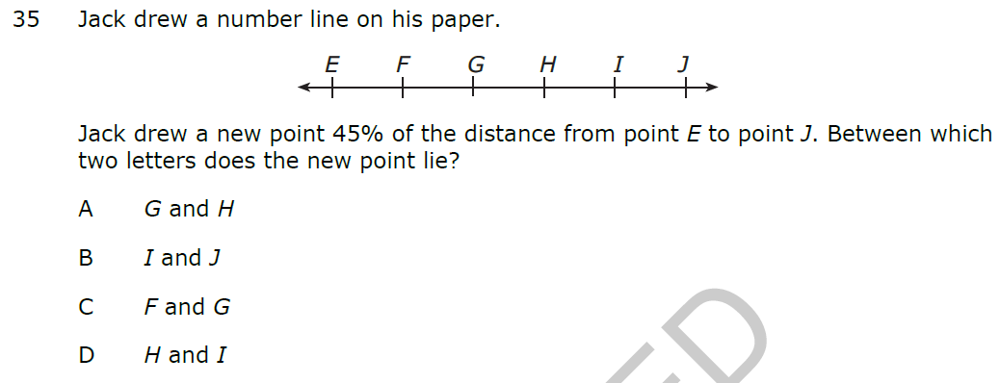 35 Jack drew a number line on his paper.
E F G H I J
Jack drew a new point 45% of the distance from point E to point J. Between which
two letters does the new point lie?
A G and H
B I and J
C F and G
D H and I
ED